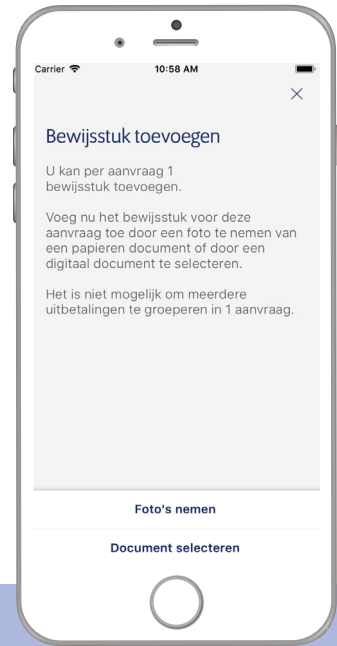 Carrier 10:58 AM
Bewijsstuk toevoegen
U kan per aanvraag 1
bewijsstuk toevoegen.
Voeg nu het bewijsstuk voor deze
aanvraag toe door een foto te nemen van
een papieren document of door een
digitaal document te selecteren.
Het is niet mogelijk om meerdere
uitbetalingen te groeperen in 1 aanvraag.
Foto's nemen
Document selecteren